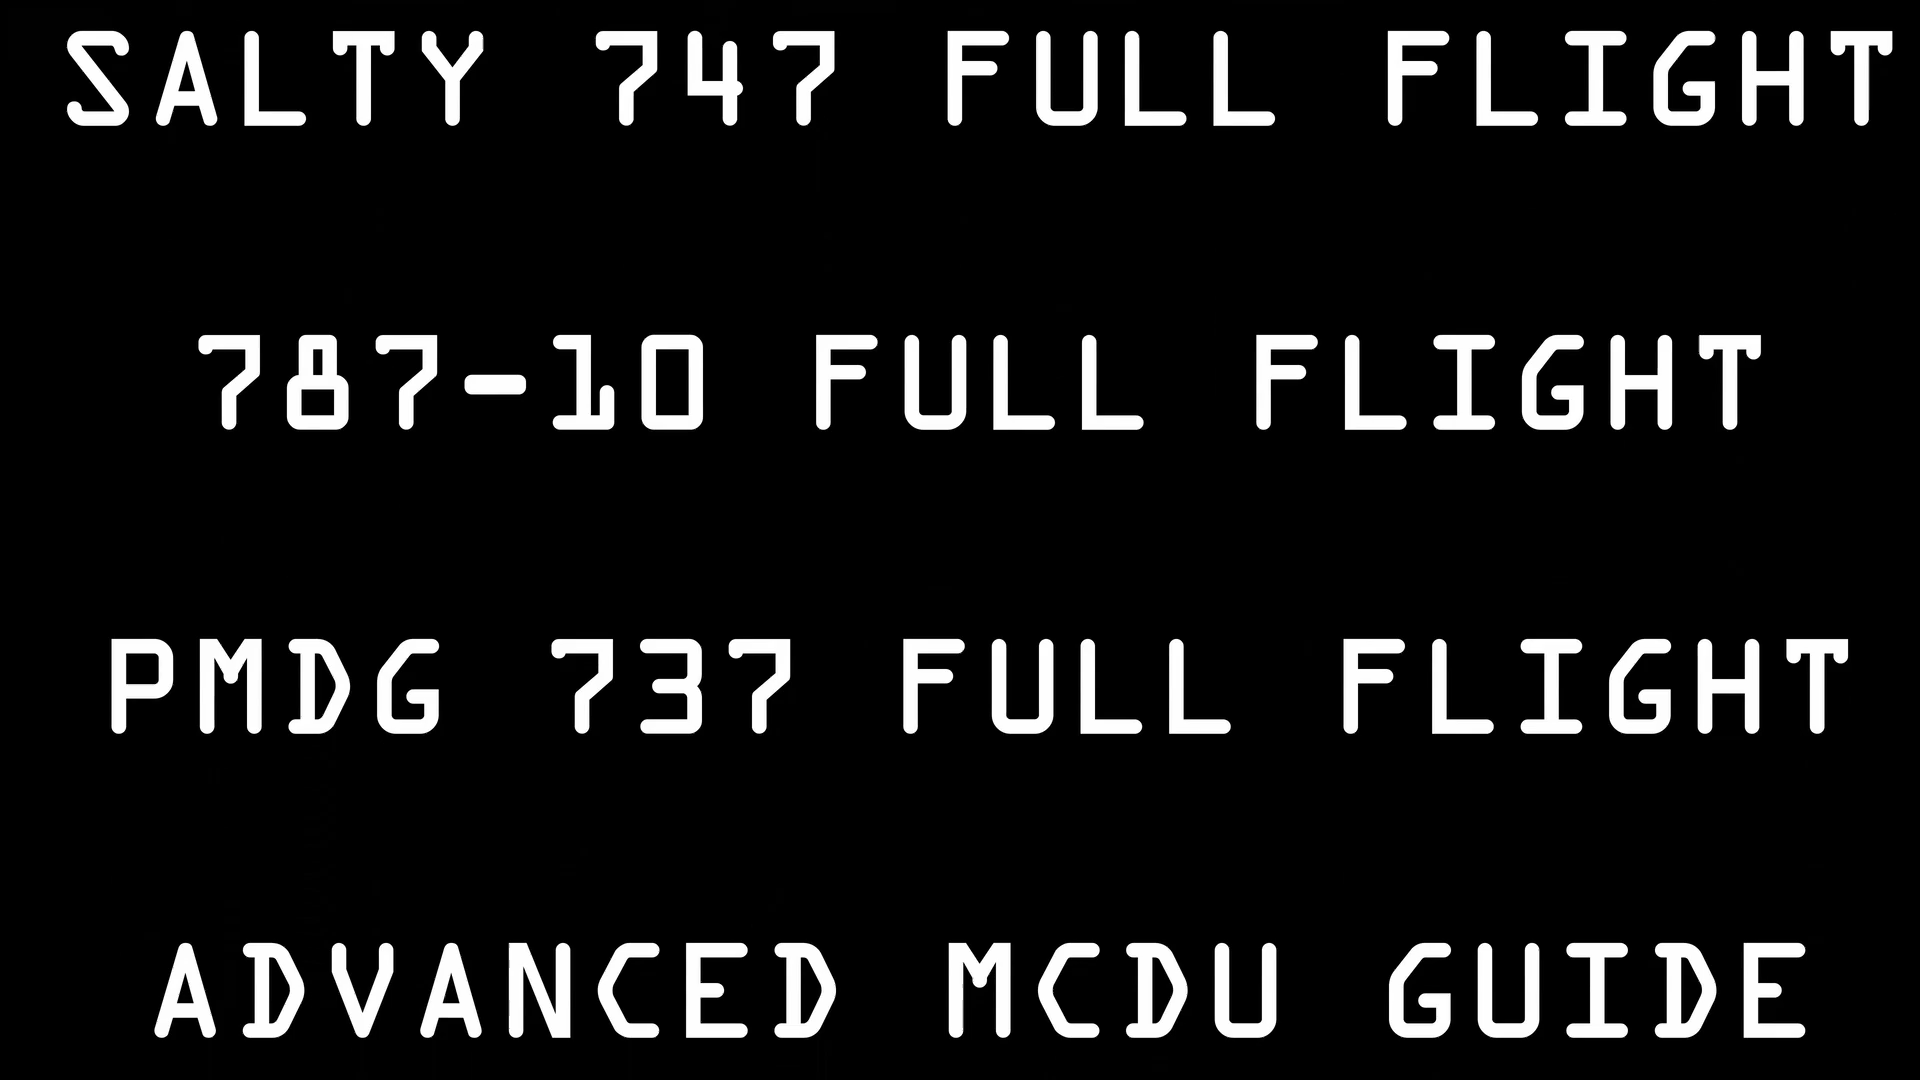 SALTY 747 FULL FLIGHT
787-10 FULL FLIGHT
PMDG 737 FULL FLIGHT
ADVANCED MCDU GUIDE